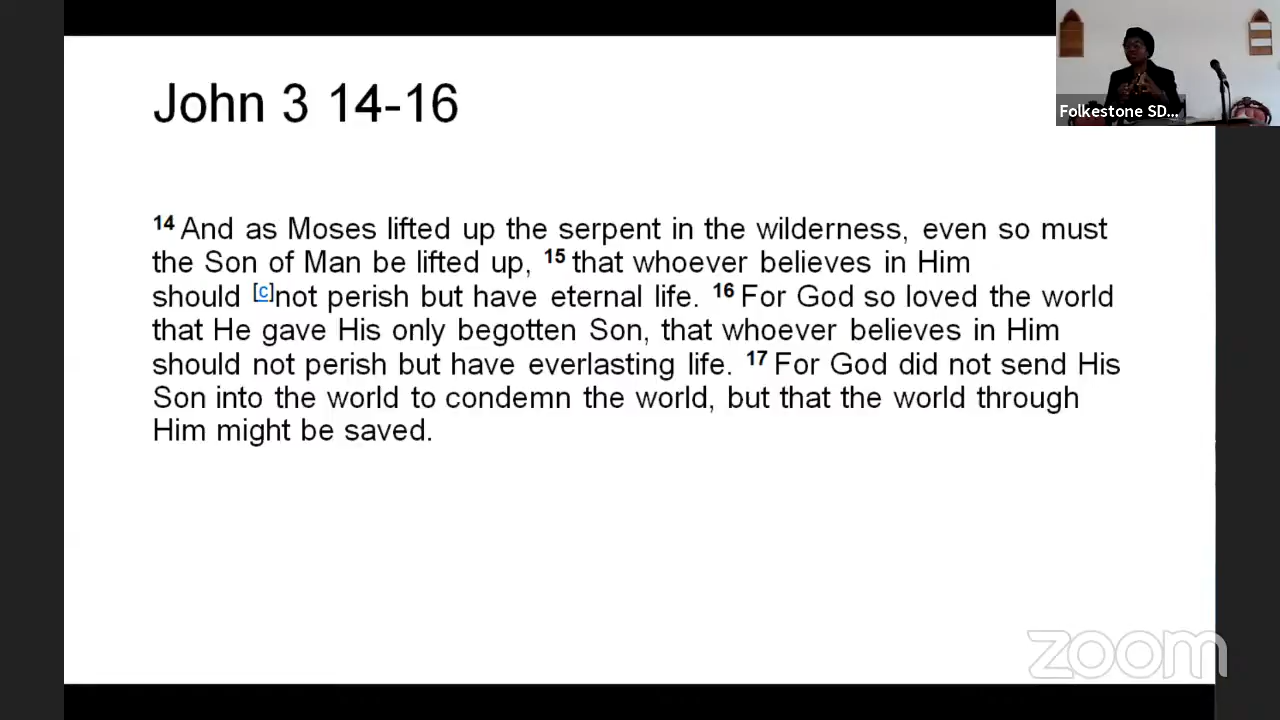 John 3 14-16
Folkestone SD...
14 And as Moses lifted up the serpent in the wilderness, even so must
the Son of Man be lifted up, 15 that whoever believes in Him
should [c]not perish but have eternal life. 16 For God so loved the world
that He gave His only begotten Son, that whoever believes in Him
should not perish but have everlasting life. 17 For God did not send His
Son into the world to condemn the world, but that the world through
Him might be saved.
zoom